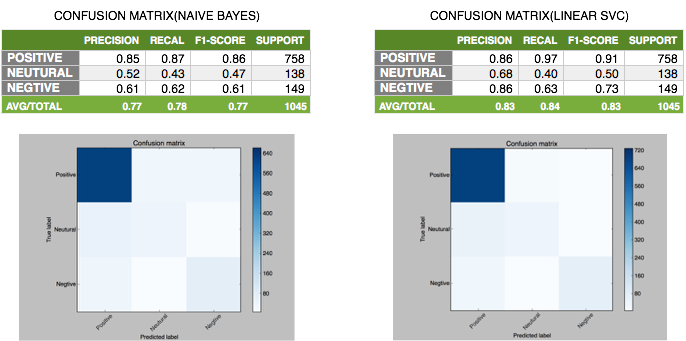 CONFUSION MATRIX(NAIVE BAYES)
PRECISION RECAL F1-SCORE SUPPORT
POSITIVE 0.85 0.87 0.86 758
NEUTURAL 0.52 0.43 0.47 138
NEGTIVE 0.61 0.62 0.61 149
AVG/TOTAL 0.77 0.78 0.77 1045
Confusion matrix
Positive
Neutural
Negtive
True label
Positive
Neutural
Negtive
Predicted label
640
560
480
400
320
240
160
80
CONFUSION MATRIX(LINEAR SVC)
PRECISION RECAL F1-SCORE SUPPORT
POSITIVE 0.86 0.97 0.91 758
NEUTURAL 0.68 0.40 0.50 138
NEGTIVE 0.86 0.63 0.73 149
AVG/TOTAL 0.83 0.84 0.83 1045
Confusion matrix
Positive
Neutural
Negtive
True label
Positive
Neutural
Negtive
Predicted label
720
640
560
480
400
320
240
160
80